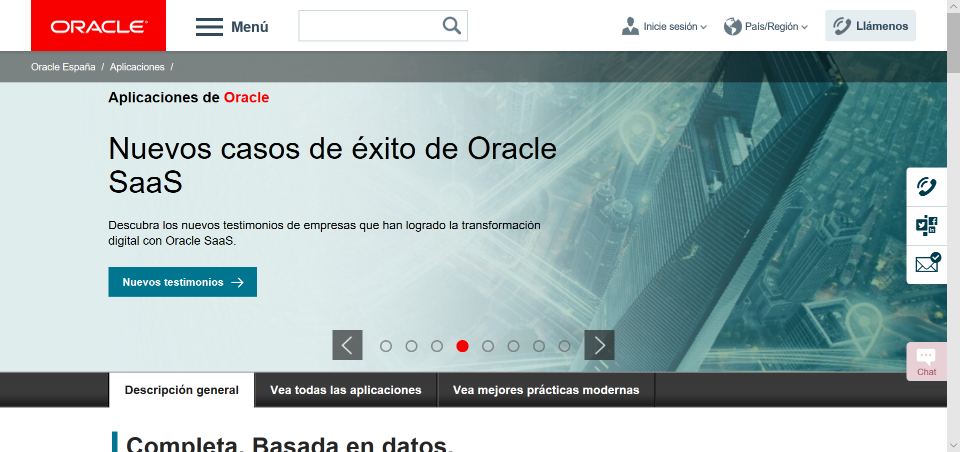 ORACLE
Menú
Inicie sesión
País/Región
Llámenos
Oracle España / Aplicaciones /
Aplicaciones de Oracle
Nuevos casos de éxito de Oracle
SaaS
Descubra los nuevos testimonios de empresas que han logrado la transformación
digital con Oracle SaaS.
Nuevos testimonios
Chat
Descripción general
Vea todas las aplicaciones
Vea mejores prácticas modernas
Completa. Basada en datos.